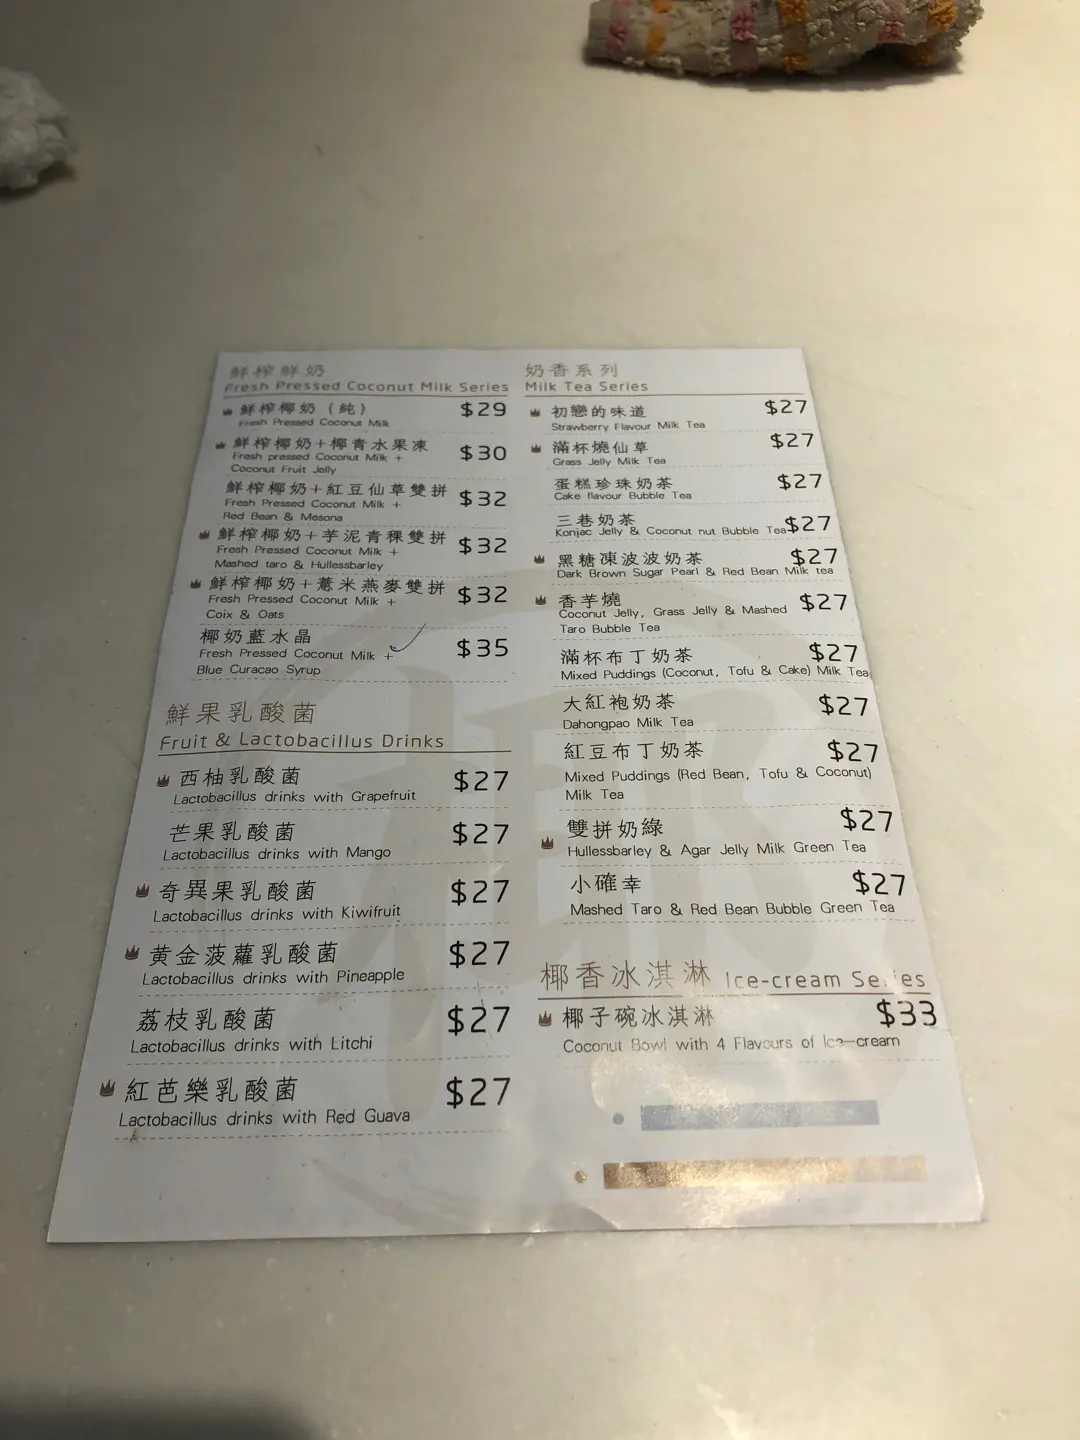 鮮榨鮮奶
Fresh Pressed Coconut Milk Series
鮮榨椰奶（純） $29
Fresh Pressed Coconut Milk
鮮榨椰奶+椰青水果凍 $30
Fresh pressed Coconut Milk +
Coconut Fruit Jelly
鮮榨椰奶+紅豆仙草雙拼 $32
Fresh Pressed Coconut Milk +
Red Bean & Mesona
鮮榨椰奶+芋泥青稞雙拼 $32
Fresh Pressed Coconut Milk +
Mashed taro & Hullessbarley
鮮榨椰奶+薏米燕麥雙拼 $32
Fresh Pressed Coconut Milk +
Coix & Oats
椰奶藍水晶 $35
Fresh Pressed Coconut Milk +
Blue Curacao Syrup
鮮果乳酸菌
Fruit & Lactobacillus Drinks
西柚乳酸菌 $27
Lactobacillus drinks with Grapefruit
芒果乳酸菌 $27
Lactobacillus drinks with Mango
奇異果乳酸菌 $27
Lactobacillus drinks with Kiwifruit
黄金菠蘿乳酸菌 $27
Lactobacillus drinks with Pineapple
荔枝乳酸菌 $27
Lactobacillus drinks with Litchi
紅芭樂乳酸菌 $27
Lactobacillus drinks with Red Guava
奶香系列
Milk Tea Series
初戀的味道 $27
Strawberry Flavour Milk Tea
滿杯燒仙草 $27
Grass Jelly Milk Tea
蛋糕珍珠奶茶 $27
Cake flavour Bubble Tea
三巷奶茶 $27
Konjac Jelly & Coconut nut Bubble Tea
黑糖凍波波奶茶 $27
Dark Brown Sugar Pearl & Red Bean Milk tea
香芋燒 $27
Coconut Jelly, Grass Jelly & Mashed
Taro Bubble Tea
滿杯布丁奶茶 $27
Mixed Puddings (Coconut, Tofu & Cake) Milk Tea
大紅袍奶茶 $27
Dahongpao Milk Tea
紅豆布丁奶茶 $27
Mixed Puddings (Red Bean, Tofu & Coconut)
Milk Tea
雙拼奶綠 $27
Hullessbarley & Agar Jelly Milk Green Tea
小確幸 $27
Mashed Taro & Red Bean Bubble Green Tea
椰香冰淇淋 Ice-cream Series
椰子碗冰淇淋 $33
Coconut Bowl with 4 Flavours of Ice-cream